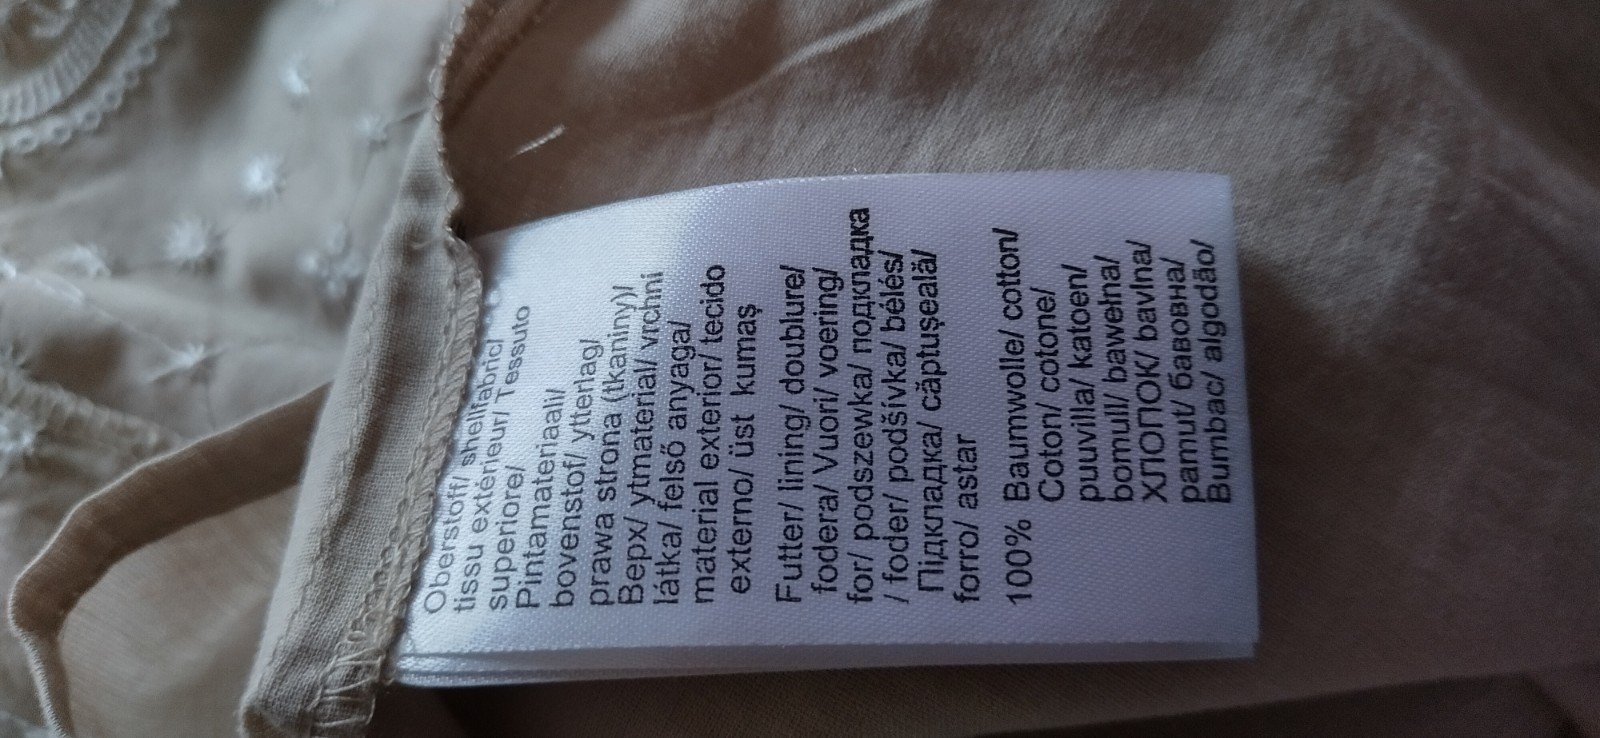 Oberstoff/ shellfabric/
tissu extérieur/ Tessuto
superiore/
Pintamateriaali/
bovenstof/ ytterlag/
prawa strona (tkaniny)/
Верх/ ytmaterial/ vrchni
látka/ felső anyaga/
material exterior/ tecido
externo/ üst kumaş
Futter/ lining/ doublure/
fodera/ Vuori/ voering/
for/ podszewka/ подкладка
/ foder/ podšívka/ bélés/
Підкладка/ căptuşeală/
forro/ astar
100% Baumwolle/ cotton/
Coton/ cotone/
puuvilla/ katoen/
bomull/ bawełna/
ХЛОПОК/ bavlna/
pamut/ бавовна/
Bumbac/ algodão/